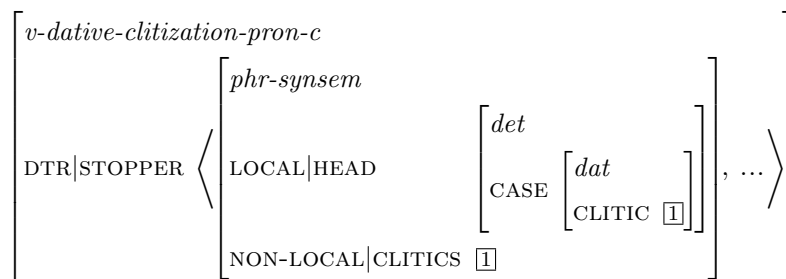 v-dative-clitization-pron-c
phr-synsem
det
DTR|STOPPER ⟨ LOCAL|HEAD CASE dat , ... ⟩
CLITIC 1
NON-LOCAL|CLITICS 1